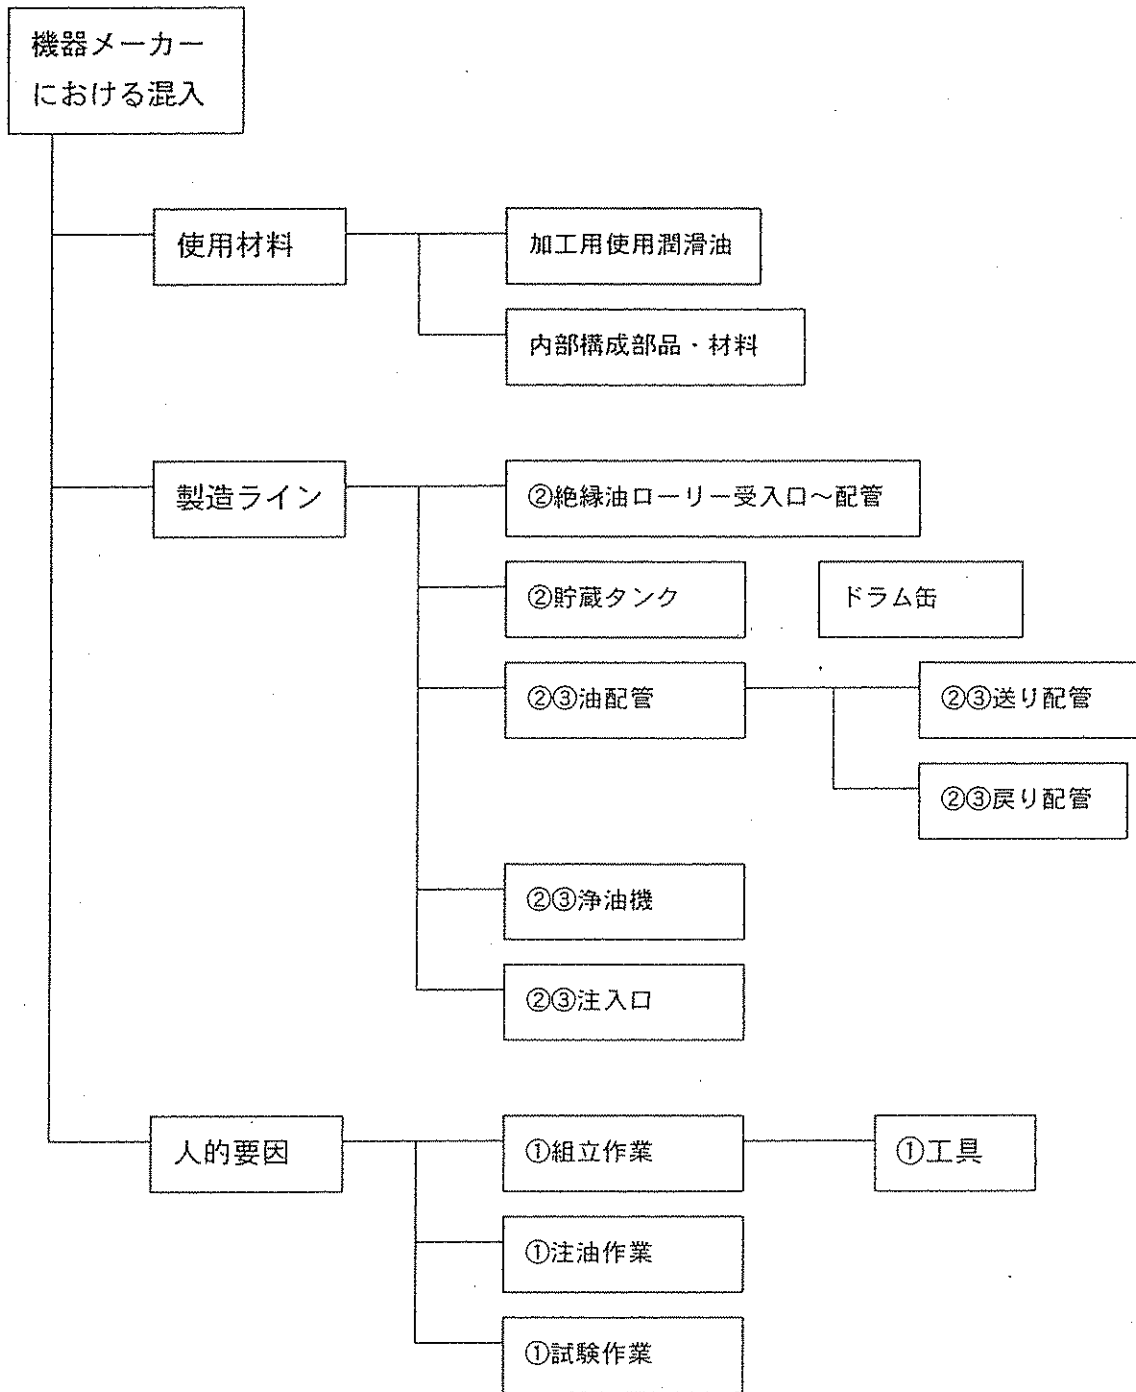 機器メーカー
における混入
使用材料
加工用使用潤滑油
内部構成部品・材料
製造ライン
②絶縁油ローリー受入口～配管
②貯蔵タンク
ドラム缶
②③油配管
②③送り配管
②③戻り配管
②③浄油機
②③注入口
人的要因
①組立作業
①工具
①注油作業
①試験作業